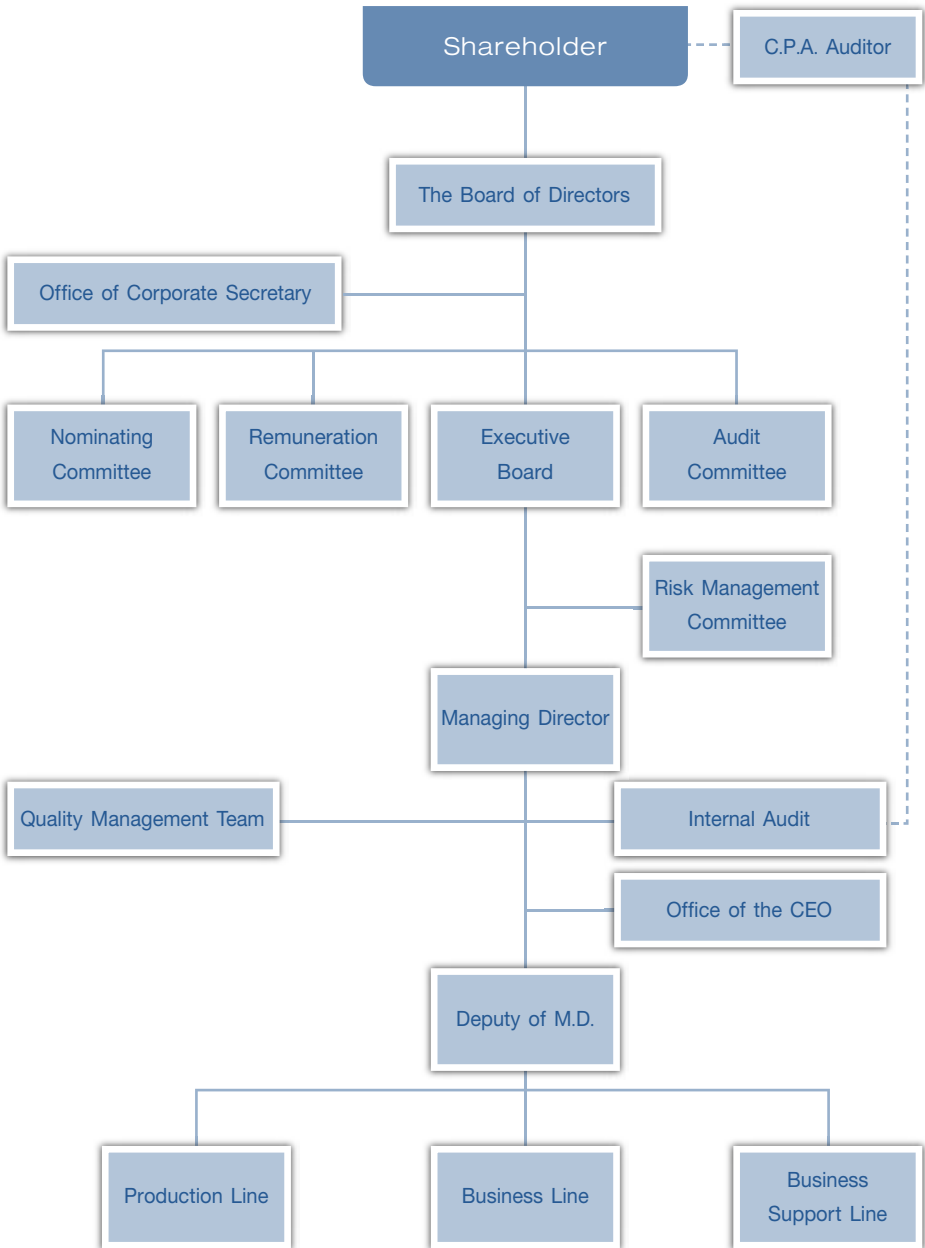 Shareholder
C.P.A. Auditor
The Board of Directors
Office of Corporate Secretary
Nominating
Committee
Remuneration
Committee
Executive
Board
Audit
Committee
Risk Management
Committee
Managing Director
Quality Management Team
Internal Audit
Office of the CEO
Deputy of M.D.
Production Line
Business Line
Business
Support Line